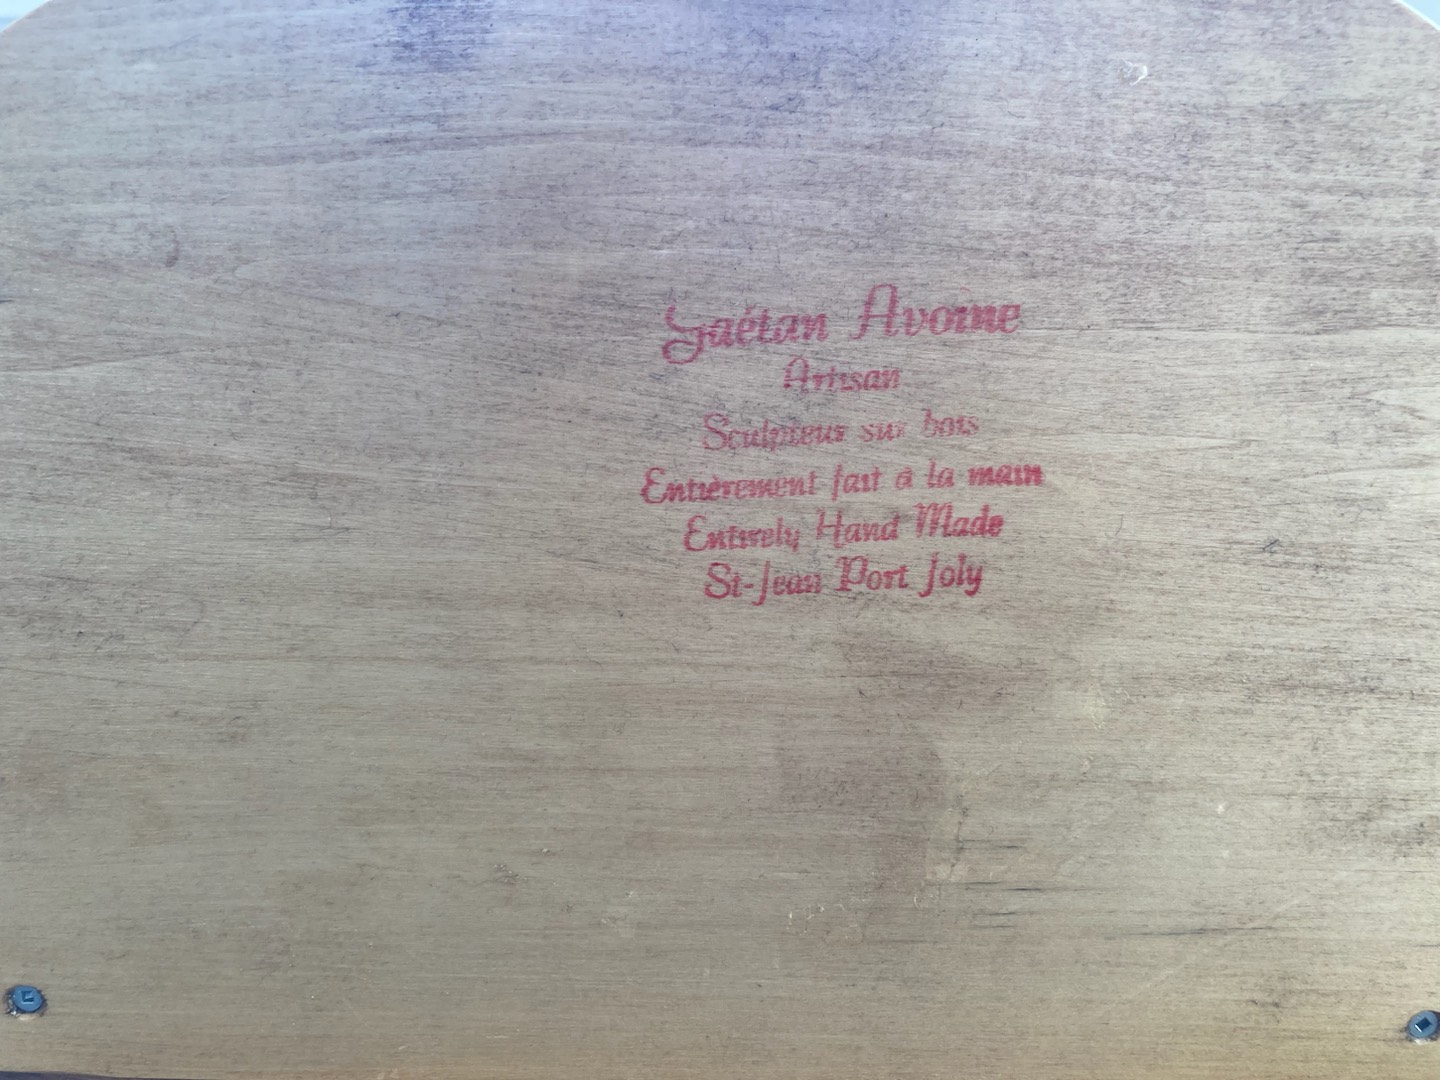 Gaétan Avoine
Artisan
Sculpteur sur bois
Entièrement fait à la main
Entirely Hand Made
St-Jean Port Joly